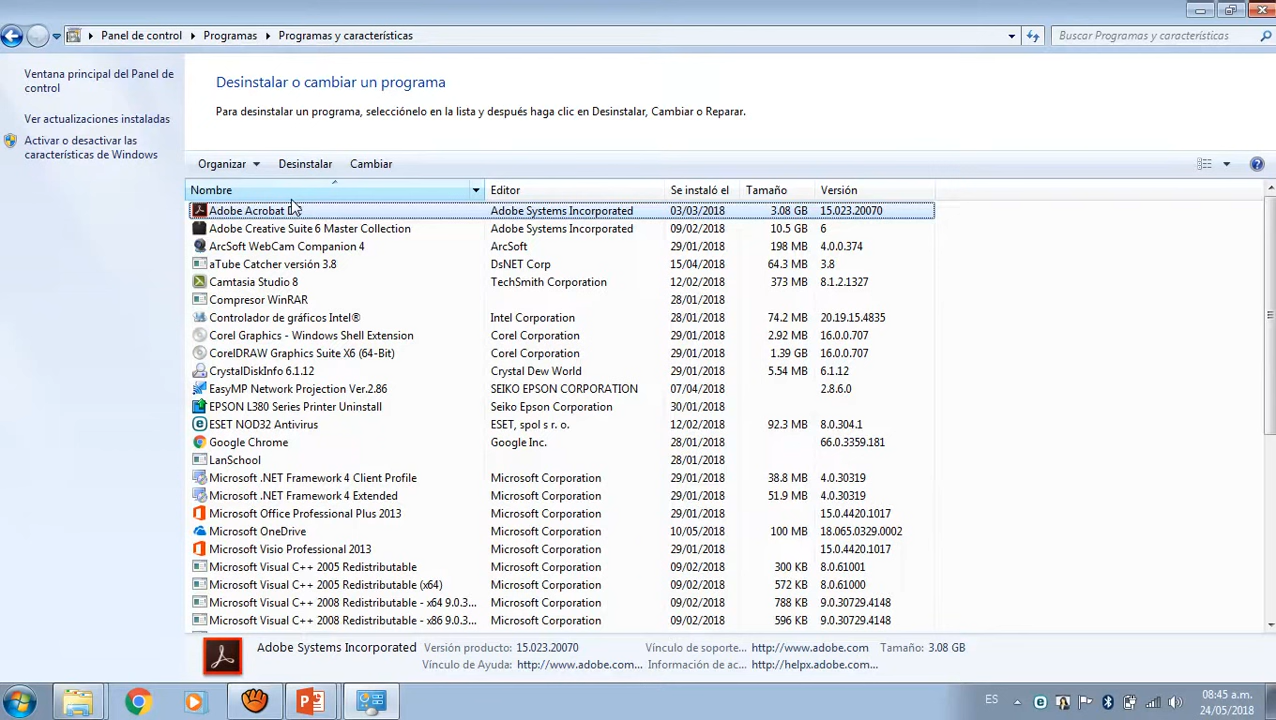 Panel de control
Programas
Programas y características
Buscar Programas y características
Ventana principal del Panel de
control
Ver actualizaciones instaladas
Activar o desactivar las
características de Windows
Desinstalar o cambiar un programa
Para desinstalar un programa, selecciónelo en la lista y después haga clic en Desinstalar, Cambiar o Reparar.
Organizar Desinstalar Cambiar
Nombre Editor Se instaló el Tamaño Versión
Adobe Acrobat Adobe Systems Incorporated 03/03/2018 3.08 GB 15.023.20070
Adobe Creative Suite 6 Master Collection Adobe Systems Incorporated 09/02/2018 10.5 GB 6
ArcSoft WebCam Companion 4 ArcSoft 29/01/2018 198 MB 4.0.0.374
aTube Catcher versión 3.8 DsNET Corp 15/04/2018 64.3 MB 3.8
Camtasia Studio 8 TechSmith Corporation 12/02/2018 373 MB 8.1.2.1327
Compresor WinRAR 28/01/2018
Controlador de gráficos Intel® Intel Corporation 28/01/2018 74.2 MB 20.19.15.4835
Corel Graphics - Windows Shell Extension Corel Corporation 29/01/2018 2.92 MB 16.0.0.707
CorelDRAW Graphics Suite X6 (64-Bit) Corel Corporation 29/01/2018 1.39 GB 16.0.0.707
CrystalDiskInfo 6.1.12 Crystal Dew World 29/01/2018 5.54 MB 6.1.12
EasyMP Network Projection Ver.2.86 SEIKO EPSON CORPORATION 07/04/2018 2.8.6.0
EPSON L380 Series Printer Uninstall Seiko Epson Corporation 30/01/2018
ESET NOD32 Antivirus ESET, spol s r. o. 12/02/2018 92.3 MB 8.0.304.1
Google Chrome Google Inc. 28/01/2018 66.0.3359.181
LanSchool 28/01/2018
Microsoft .NET Framework 4 Client Profile Microsoft Corporation 29/01/2018 38.8 MB 4.0.30319
Microsoft .NET Framework 4 Extended Microsoft Corporation 29/01/2018 51.9 MB 4.0.30319
Microsoft Office Professional Plus 2013 Microsoft Corporation 29/01/2018 15.0.4420.1017
Microsoft OneDrive Microsoft Corporation 10/05/2018 100 MB 18.065.0329.0002
Microsoft Visio Professional 2013 Microsoft Corporation 29/01/2018 15.0.4420.1017
Microsoft Visual C++ 2005 Redistributable Microsoft Corporation 09/02/2018 300 KB 8.0.61001
Microsoft Visual C++ 2005 Redistributable (x64) Microsoft Corporation 09/02/2018 572 KB 8.0.61000
Microsoft Visual C++ 2008 Redistributable - x64 9.0.3... Microsoft Corporation 09/02/2018 788 KB 9.0.30729.4148
Microsoft Visual C++ 2008 Redistributable - x86 9.0.3... Microsoft Corporation 09/02/2018 596 KB 9.0.30729.4148
Adobe Systems Incorporated Versión producto: 15.023.20070 Vínculo de soporte... http://www.adobe.com Tamaño: 3.08 GB
Vínculo de Ayuda: http://www.adobe.com... Información de ac... http://helpx.adobe.com...
ES
08:45 a.m.
24/05/2018